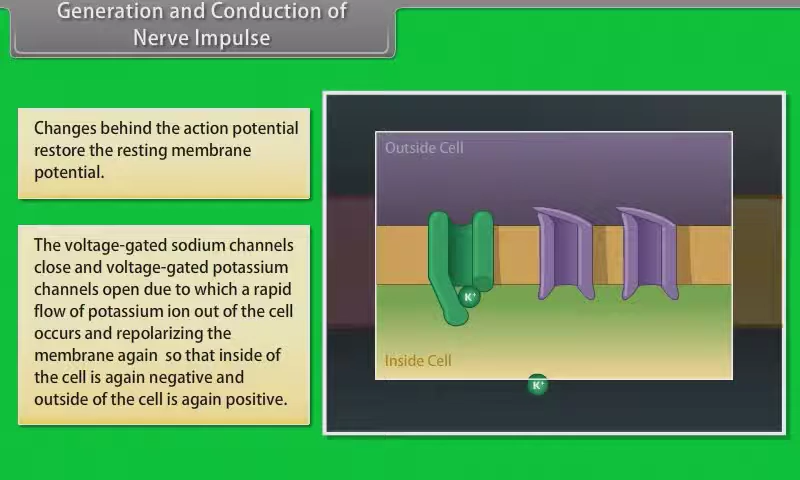 Generation and Conduction of
Nerve Impulse
Changes behind the action potential
restore the resting membrane
potential.
The voltage-gated sodium channels
close and voltage-gated potassium
channels open due to which a rapid
flow of potassium ion out of the cell
occurs and repolarizing the
membrane again so that inside of
the cell is again negative and
outside of the cell is again positive.
Outside Cell
K+
Inside Cell
K+